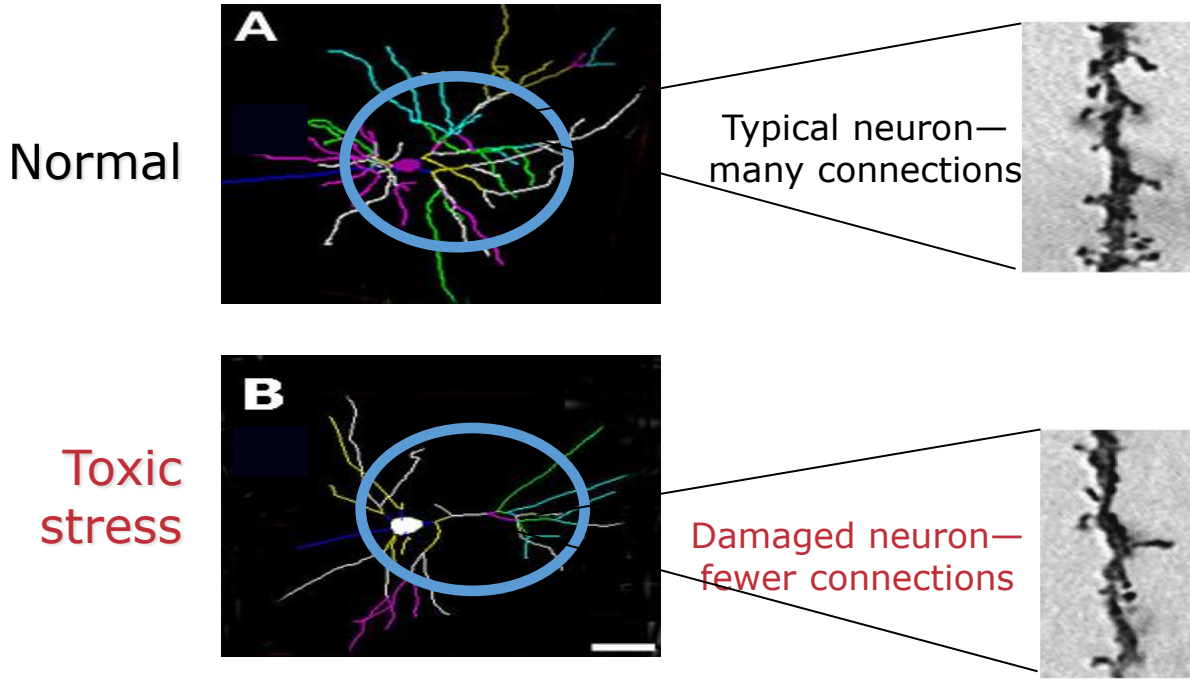 A
Normal
Typical neuron—
many connections
B
Toxic
stress
Damaged neuron—
fewer connections